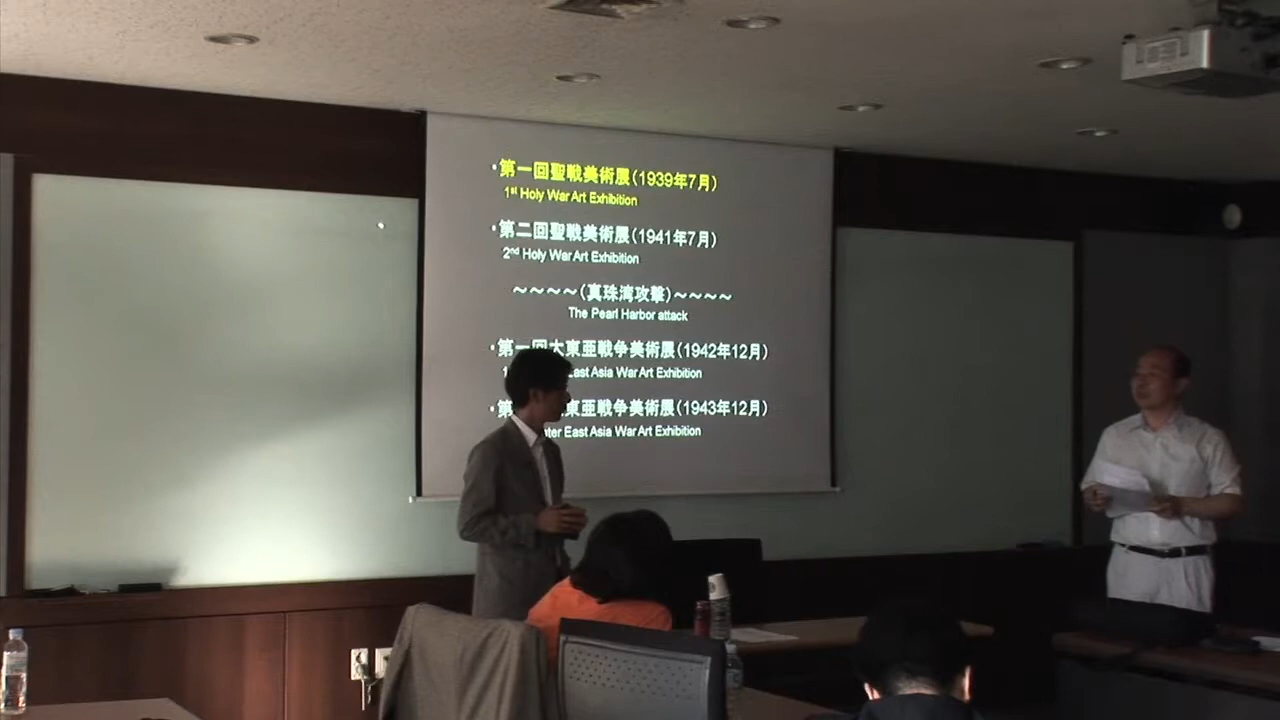 ・第一回聖戦美術展(1939年7月)
1st Holy War Art Exhibition
・第二回聖戦美術展(1941年7月)
2nd Holy War Art Exhibition
～～～～(真珠湾攻撃)～～～～
The Pearl Harbor attack
・第一回大東亜戦争美術展(1942年12月)
East Asia War Art Exhibition
・第 東亜戦争美術展(1943年12月)
East Asia War Art Exhibition